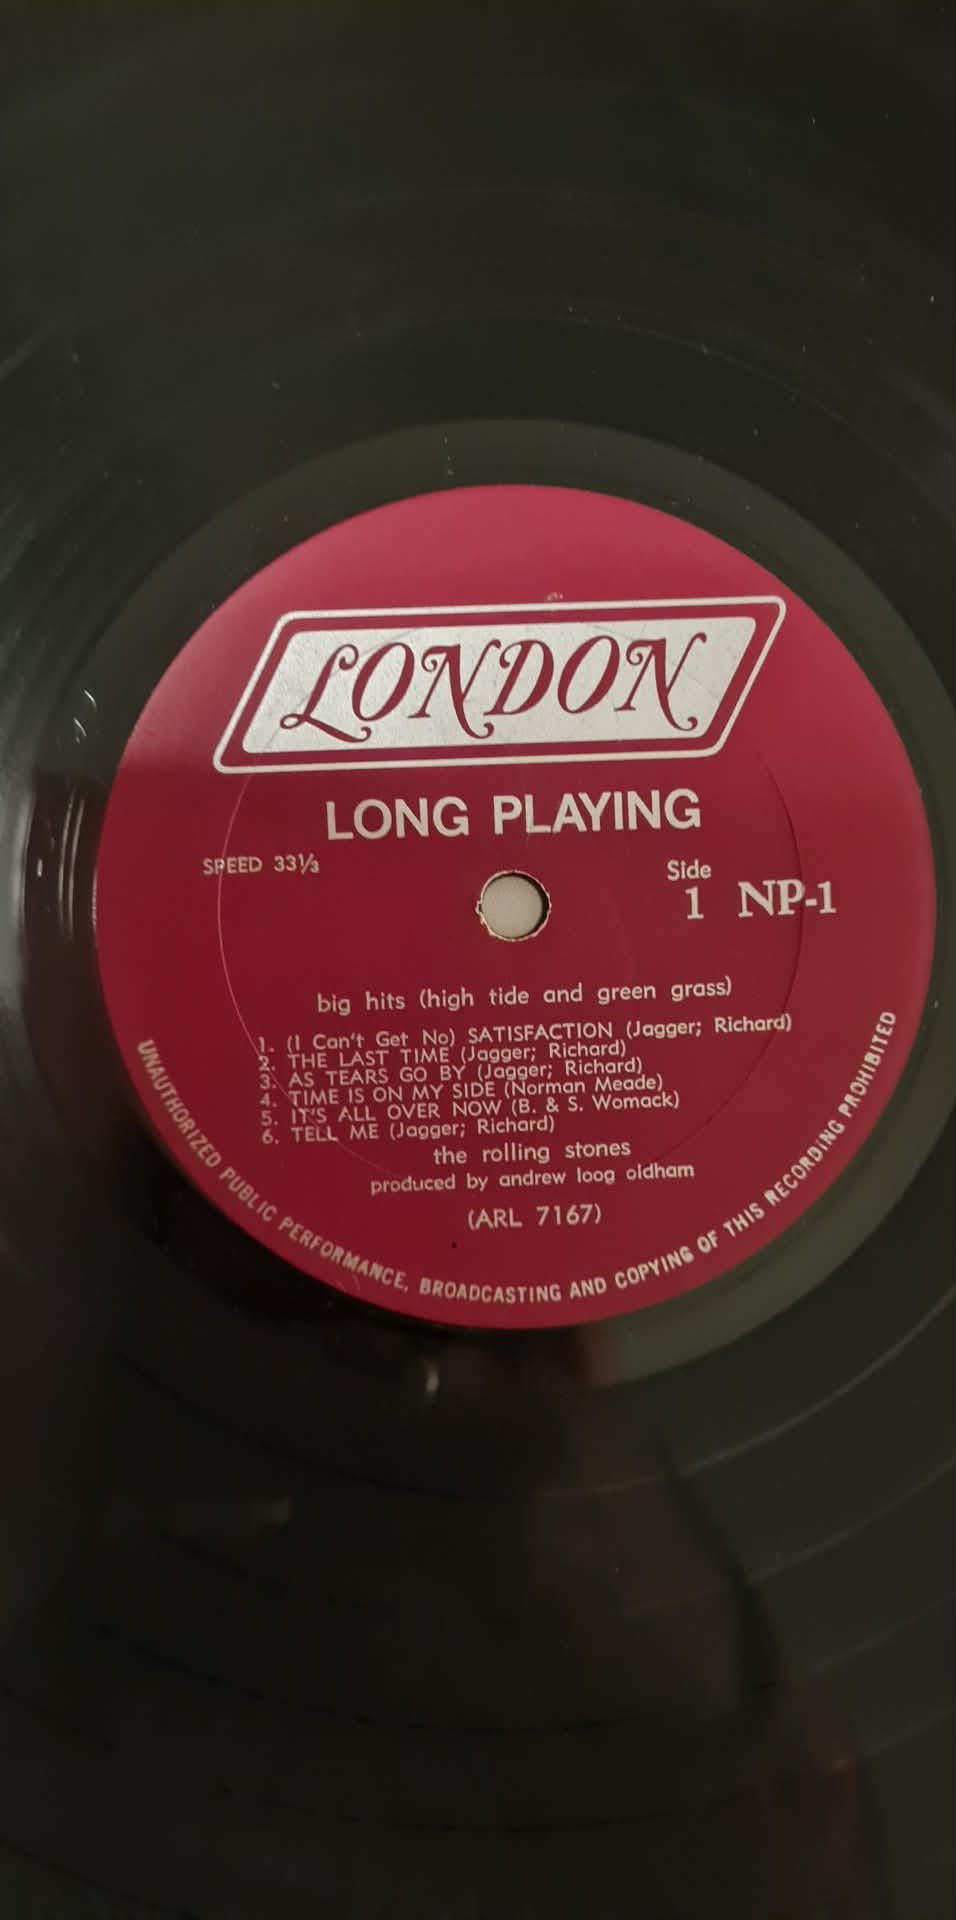 LONDON
LONG PLAYING
SPEED 33⅓
Side
1 NP-1
big hits (high tide and green grass)
1. (I Can't Get No) SATISFACTION (Jagger; Richard)
2. THE LAST TIME (Jagger; Richard)
3. AS TEARS GO BY (Jagger; Richard)
4. TIME IS ON MY SIDE (Norman Meade)
5. IT'S ALL OVER NOW (B. & S. Womack)
6. TELL ME (Jagger; Richard)
the rolling stones
produced by andrew loog oldham
(ARL 7167)
UNAUTHORIZED PUBLIC PERFORMANCE, BROADCASTING AND COPYING OF THIS RECORDING PROHIBITED